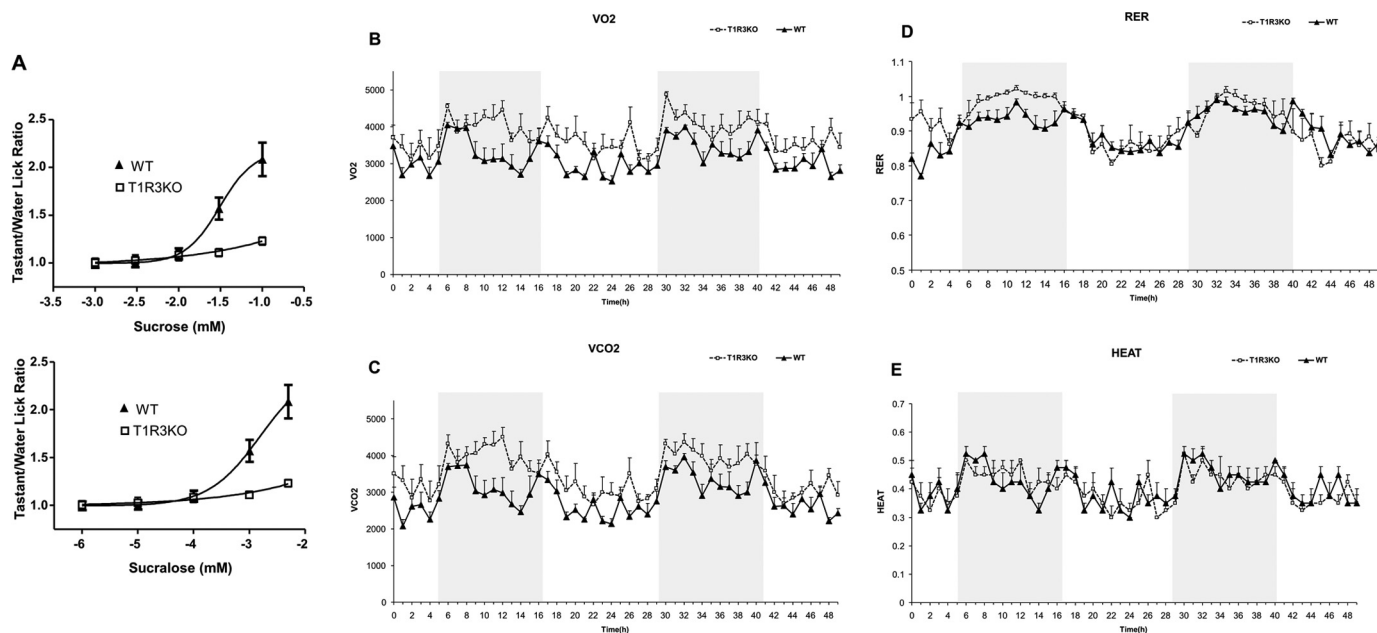 A
Tastant/Water Lick Ratio
2.5
2.0
1.5
1.0
WT
T1R3KO
-3.5 -3.0 -2.5 -2.0 -1.5 -1.0 -0.5
Sucrose (mM)
Tastant/Water Lick Ratio
2.5
2.0
1.5
1.0
WT
T1R3KO
-6 -5 -4 -3 -2
Sucralose (mM)
B
VO2
T1R3KO WT
VO2
5000
4000
3000
2000
1000
0
0 2 4 6 8 10 12 14 16 18 20 22 24 26 28 30 32 34 36 38 40 42 44 46 48
Time(h)
C
VCO2
T1R3KO WT
VCO2
5000
4000
3000
2000
1000
0
0 2 4 6 8 10 12 14 16 18 20 22 24 26 28 30 32 34 36 38 40 42 44 46 48
Time(h)
D
RER
T1R3KO WT
RER
1.1
1
0.9
0.8
0.7
0.6
0.5
0 2 4 6 8 10 12 14 16 18 20 22 24 26 28 30 32 34 36 38 40 42 44 46 48
Time(h)
E
HEAT
T1R3KO WT
HEAT
0.7
0.6
0.5
0.4
0.3
0.2
0.1
0
0 2 4 6 8 10 12 14 16 18 20 22 24 26 28 30 32 34 36 38 40 42 44 46 48
Time(h)